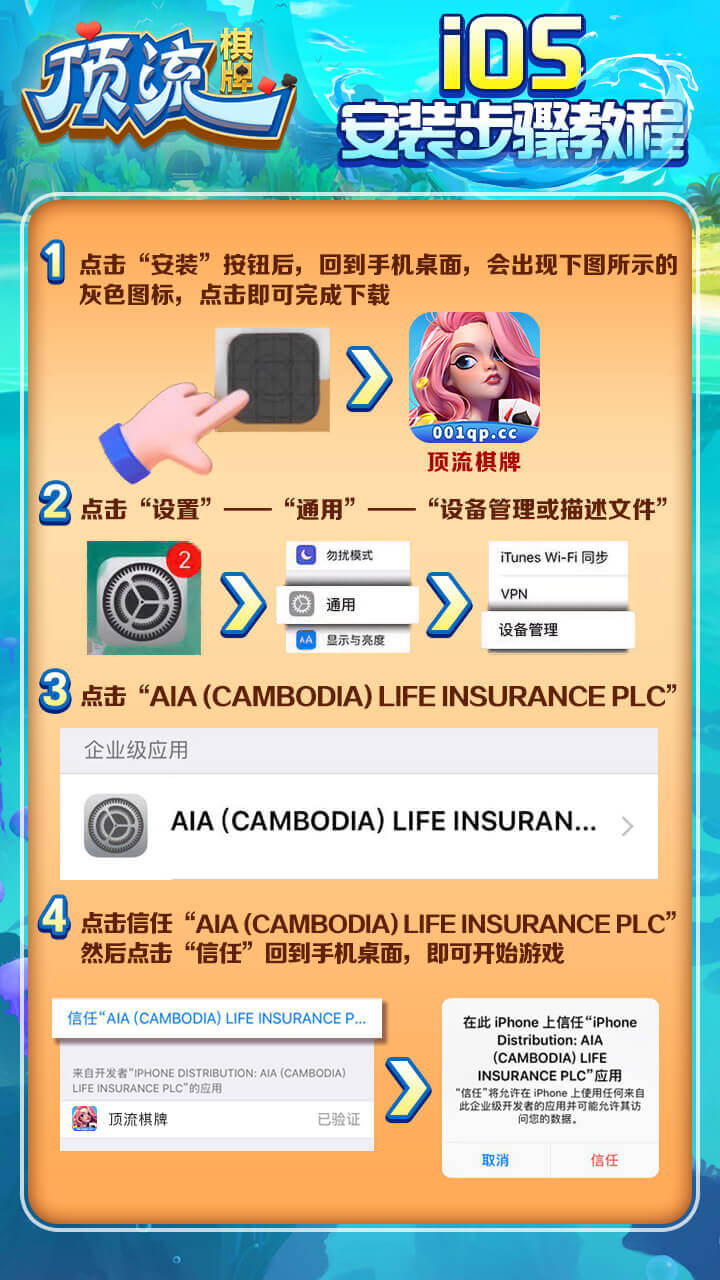 顶流棋牌
iOS
安装步骤教程
1 点击“安装”按钮后，回到手机桌面，会出现下图所示的
灰色图标，点击即可完成下载
001qp.cc
顶流棋牌
2 点击“设置”——“通用”——“设备管理或描述文件”
2
勿扰模式
通用
AA 显示与亮度
iTunes Wi-Fi 同步
VPN
设备管理
3 点击“AIA (CAMBODIA) LIFE INSURANCE PLC”
企业级应用
AIA (CAMBODIA) LIFE INSURAN...
4 点击信任“AIA (CAMBODIA) LIFE INSURANCE PLC”
然后点击“信任”回到手机桌面，即可开始游戏
信任“AIA (CAMBODIA) LIFE INSURANCE P...
来自开发者“IPHONE DISTRIBUTION: AIA (CAMBODIA)
LIFE INSURANCE PLC”的应用
顶流棋牌 已验证
在此 iPhone 上信任“iPhone
Distribution: AIA
(CAMBODIA) LIFE
INSURANCE PLC”应用
“信任”将允许在 iPhone 上使用任何来自
此企业级开发者的应用并可能允许其访
问您的数据。
取消 信任